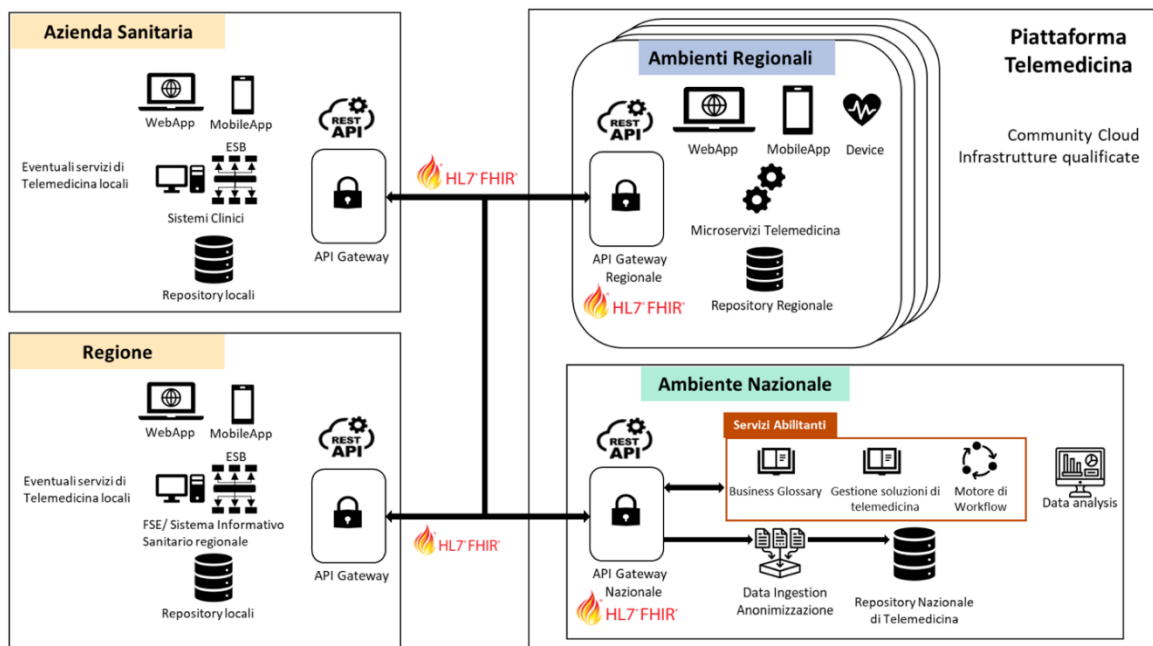 Azienda Sanitaria
WebApp
MobileApp
Eventuali servizi di
Telemedicina locali
ESB
Sistemi Clinici
Repository locali
REST
API
API Gateway
HL7® FHIR®
Regione
WebApp
MobileApp
Eventuali servizi di
Telemedicina locali
ESB
FSE/ Sistema Informativo
Sanitario regionale
Repository locali
REST
API
API Gateway
HL7® FHIR®
Piattaforma
Telemedicina
Community Cloud
Infrastrutture qualificate
Ambienti Regionali
REST
API
API Gateway
Regionale
HL7® FHIR®
WebApp
MobileApp
Device
Microservizi Telemedicina
Repository Regionale
Ambiente Nazionale
REST
API
API Gateway
Nazionale
HL7® FHIR®
Servizi Abilitanti
Business Glossary
Gestione soluzioni di
telemedicina
Motore di
Workflow
Data analysis
Data Ingestion
Anonimizzazione
Repository Nazionale
di Telemedicina